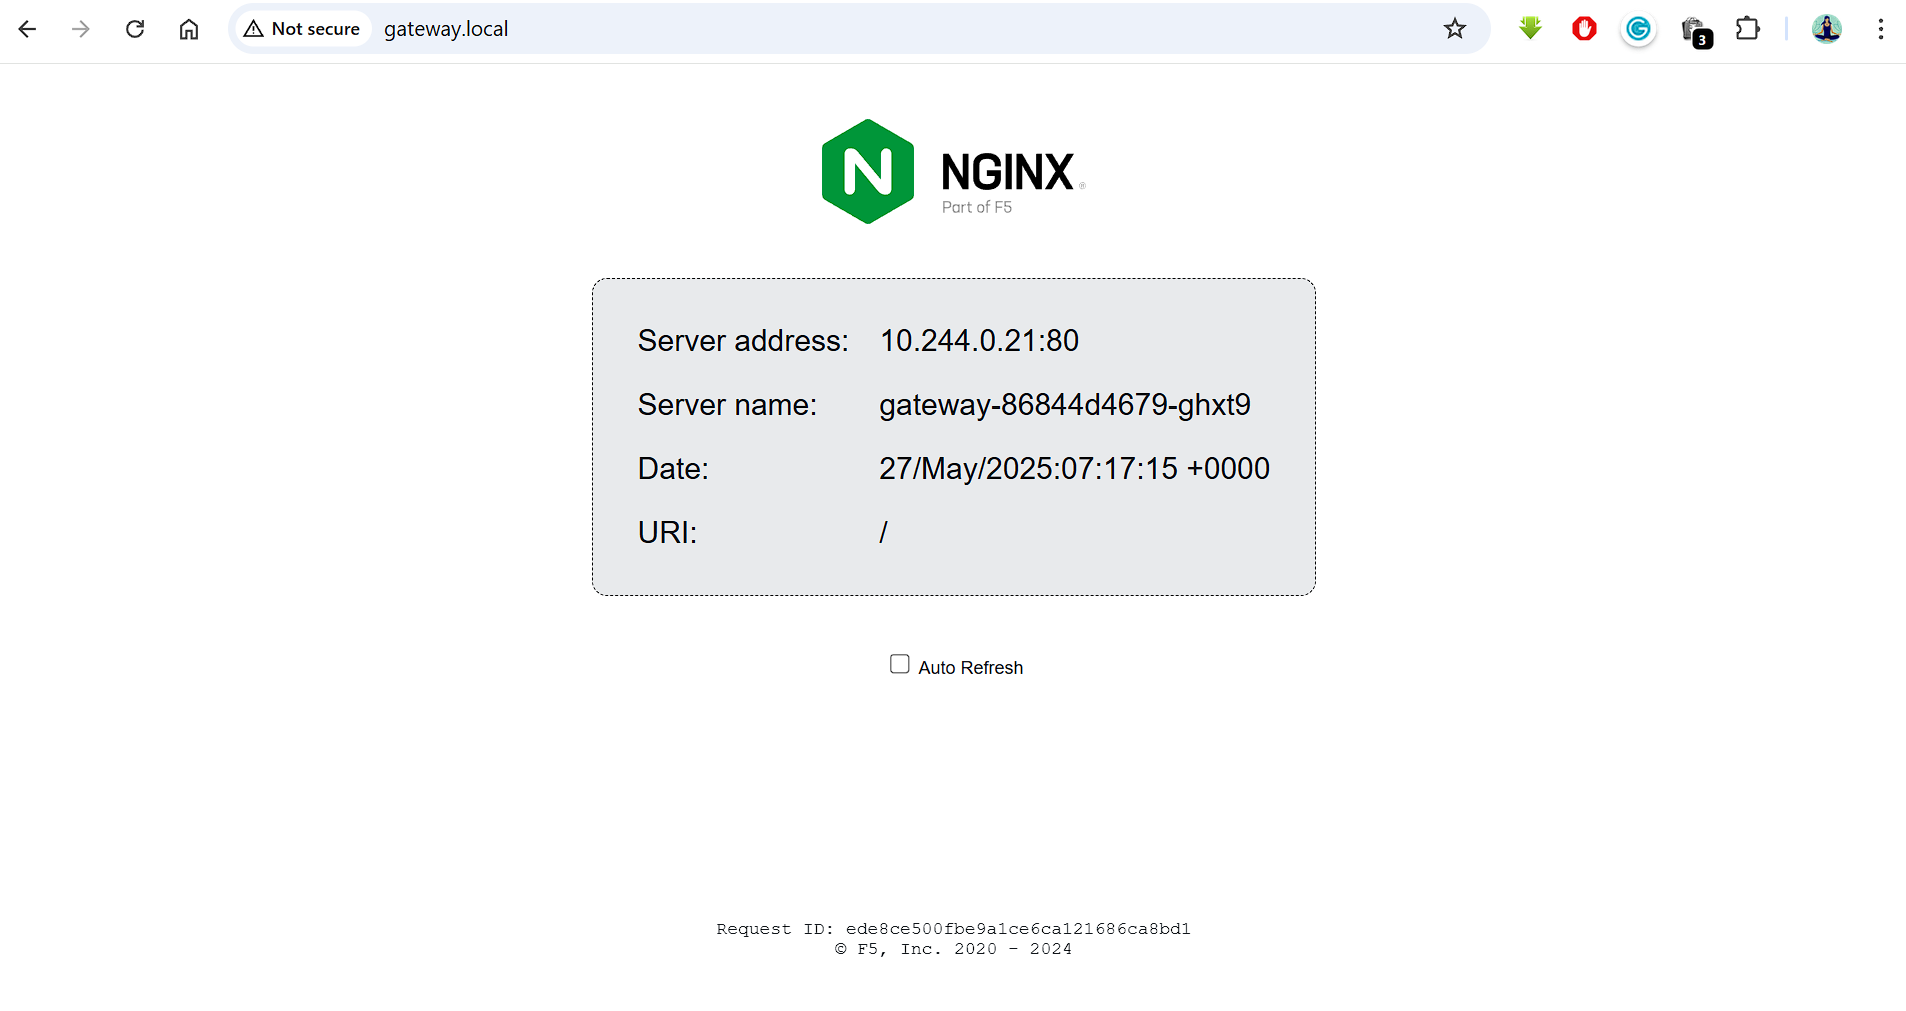 Not secure gateway.local
3
N NGINX ®
Part of F5
Server address: 10.244.0.21:80
Server name: gateway-86844d4679-ghxt9
Date: 27/May/2025:07:17:15 +0000
URI: /
Auto Refresh
Request ID: ede8ce500fbe9a1ce6ca121686ca8bd1
© F5, Inc. 2020 - 2024